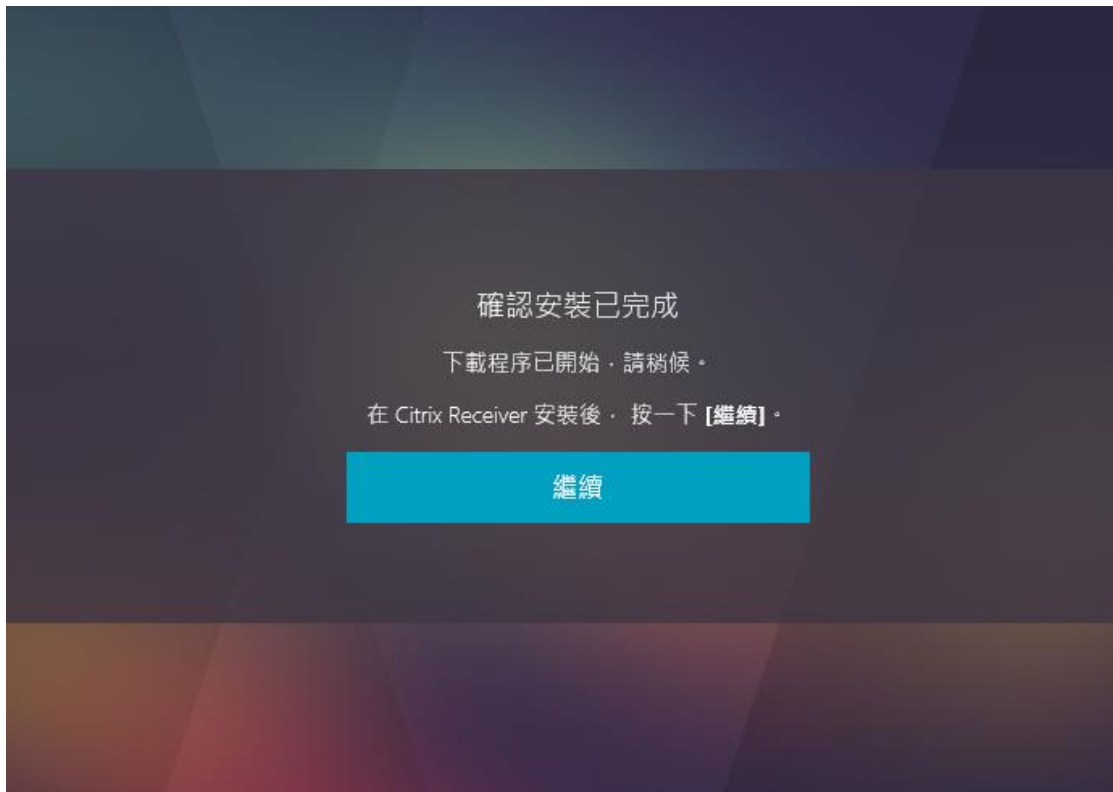 確認安裝已完成
下載程序已開始，請稍候。
在 Citrix Receiver 安裝後， 按一下 [繼續]。
繼續